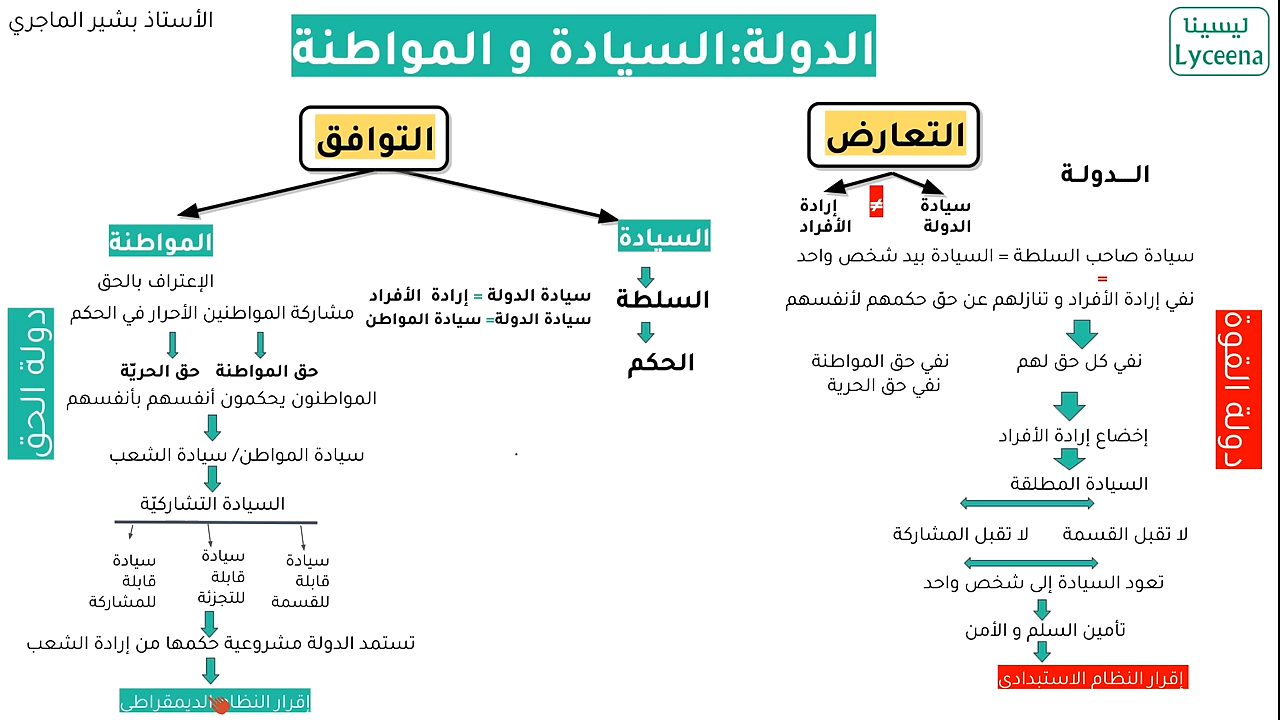 الأستاذ بشير الماجري
ليسينا
Lyceena
الدولة:السيادة و المواطنة
الـــدولــة
التعارض
سيادة الدولة
≠
إرادة الأفراد
سيادة صاحب السلطة = السيادة بيد شخص واحد
=
نفي إرادة الأفراد و تنازلهم عن حقّ حكمهم لأنفسهم
نفي كل حق لهم
نفي حق المواطنة
نفي حق الحرية
إخضاع إرادة الأفراد
السيادة المطلقة
لا تقبل القسمة
لا تقبل المشاركة
تعود السيادة إلى شخص واحد
تأمين السلم و الأمن
إقرار النظام الاستبدادي
دولة القوة
التوافق
السيادة
السلطة
الحكم
سيادة الدولة = إرادة الأفراد
سيادة الدولة= سيادة المواطن
المواطنة
الإعتراف بالحق
مشاركة المواطنين الأحرار في الحكم
حق المواطنة
حق الحريّة
المواطنون يحكمون أنفسهم بأنفسهم
سيادة المواطن/ سيادة الشعب
السيادة التشاركيّة
سيادة
قابلة
للقسمة
سيادة
قابلة
للتجزئة
سيادة
قابلة
للمشاركة
تستمد الدولة مشروعية حكمها من إرادة الشعب
إقرار النظام الديمقراطي
دولة الحق